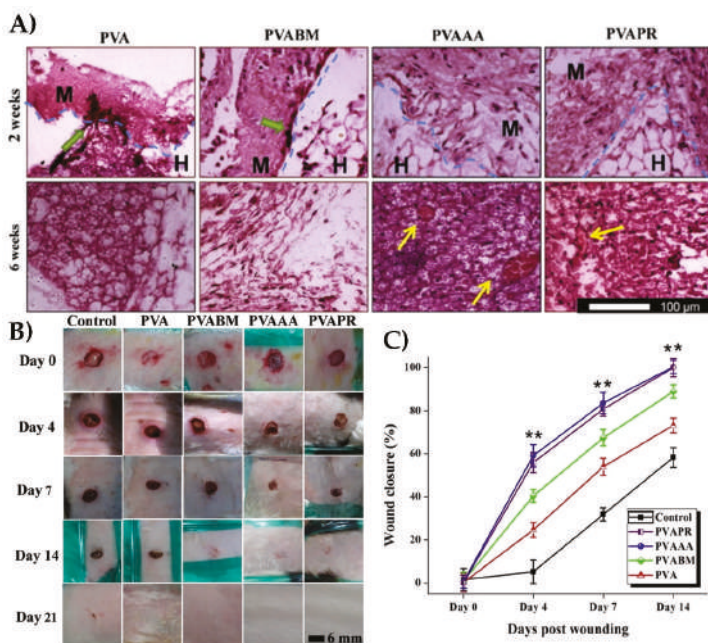 A)
PVA PVABM PVAAA PVAPR
2 weeks
M H M H M H M H
6 weeks
100 μm
B)
Control PVA PVABM PVAAA PVAPR
Day 0
Day 4
Day 7
Day 14
Day 21
6 mm
C)
Wound closure (%)
100
80
60
40
20
0
** ** **
Control
PVAPR
PVAAA
PVABM
PVA
Day 0 Day 4 Day 7 Day 14
Days post wounding